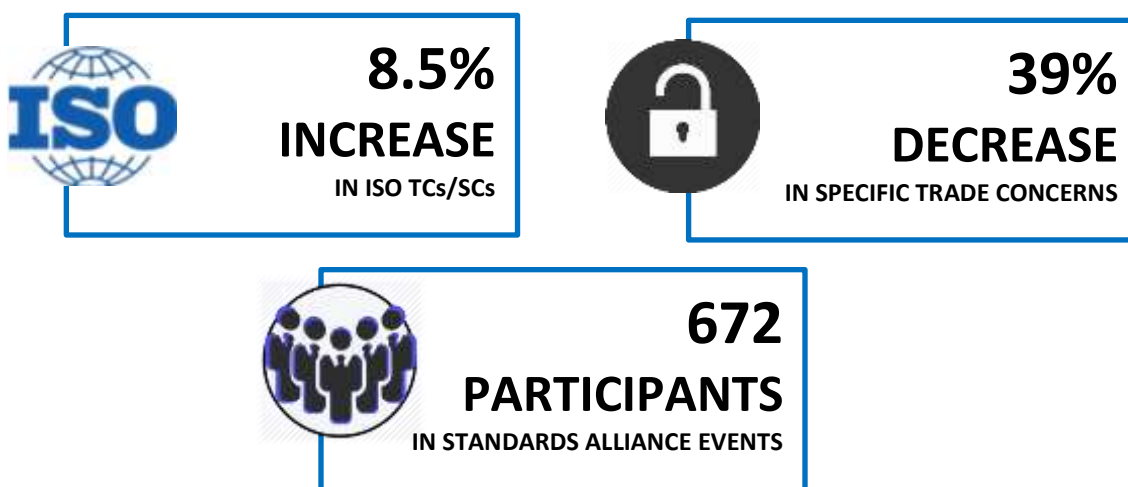 ISO
8.5%
INCREASE
IN ISO TCs/SCs
39%
DECREASE
IN SPECIFIC TRADE CONCERNS
672
PARTICIPANTS
IN STANDARDS ALLIANCE EVENTS